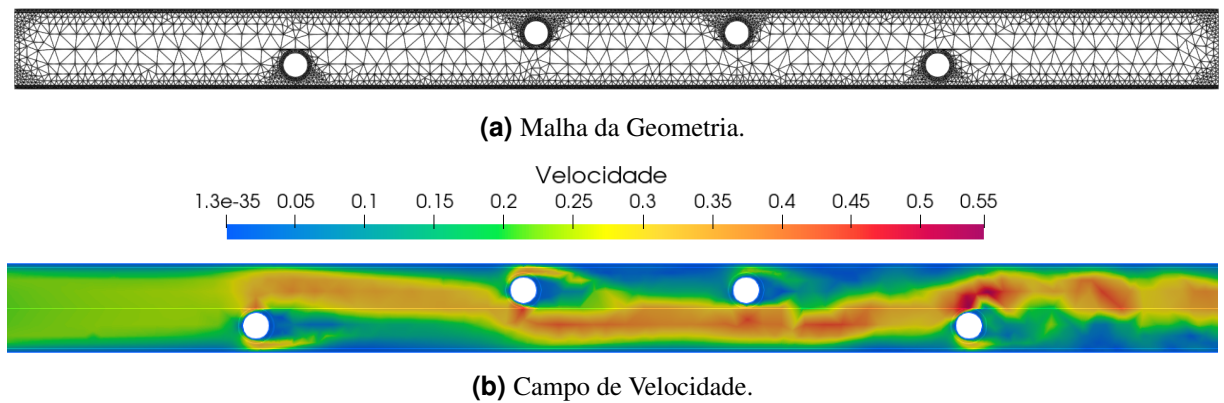 (a) Malha da Geometria.
Velocidade
1.3e-35 0.05 0.1 0.15 0.2 0.25 0.3 0.35 0.4 0.45 0.5 0.55
(b) Campo de Velocidade.